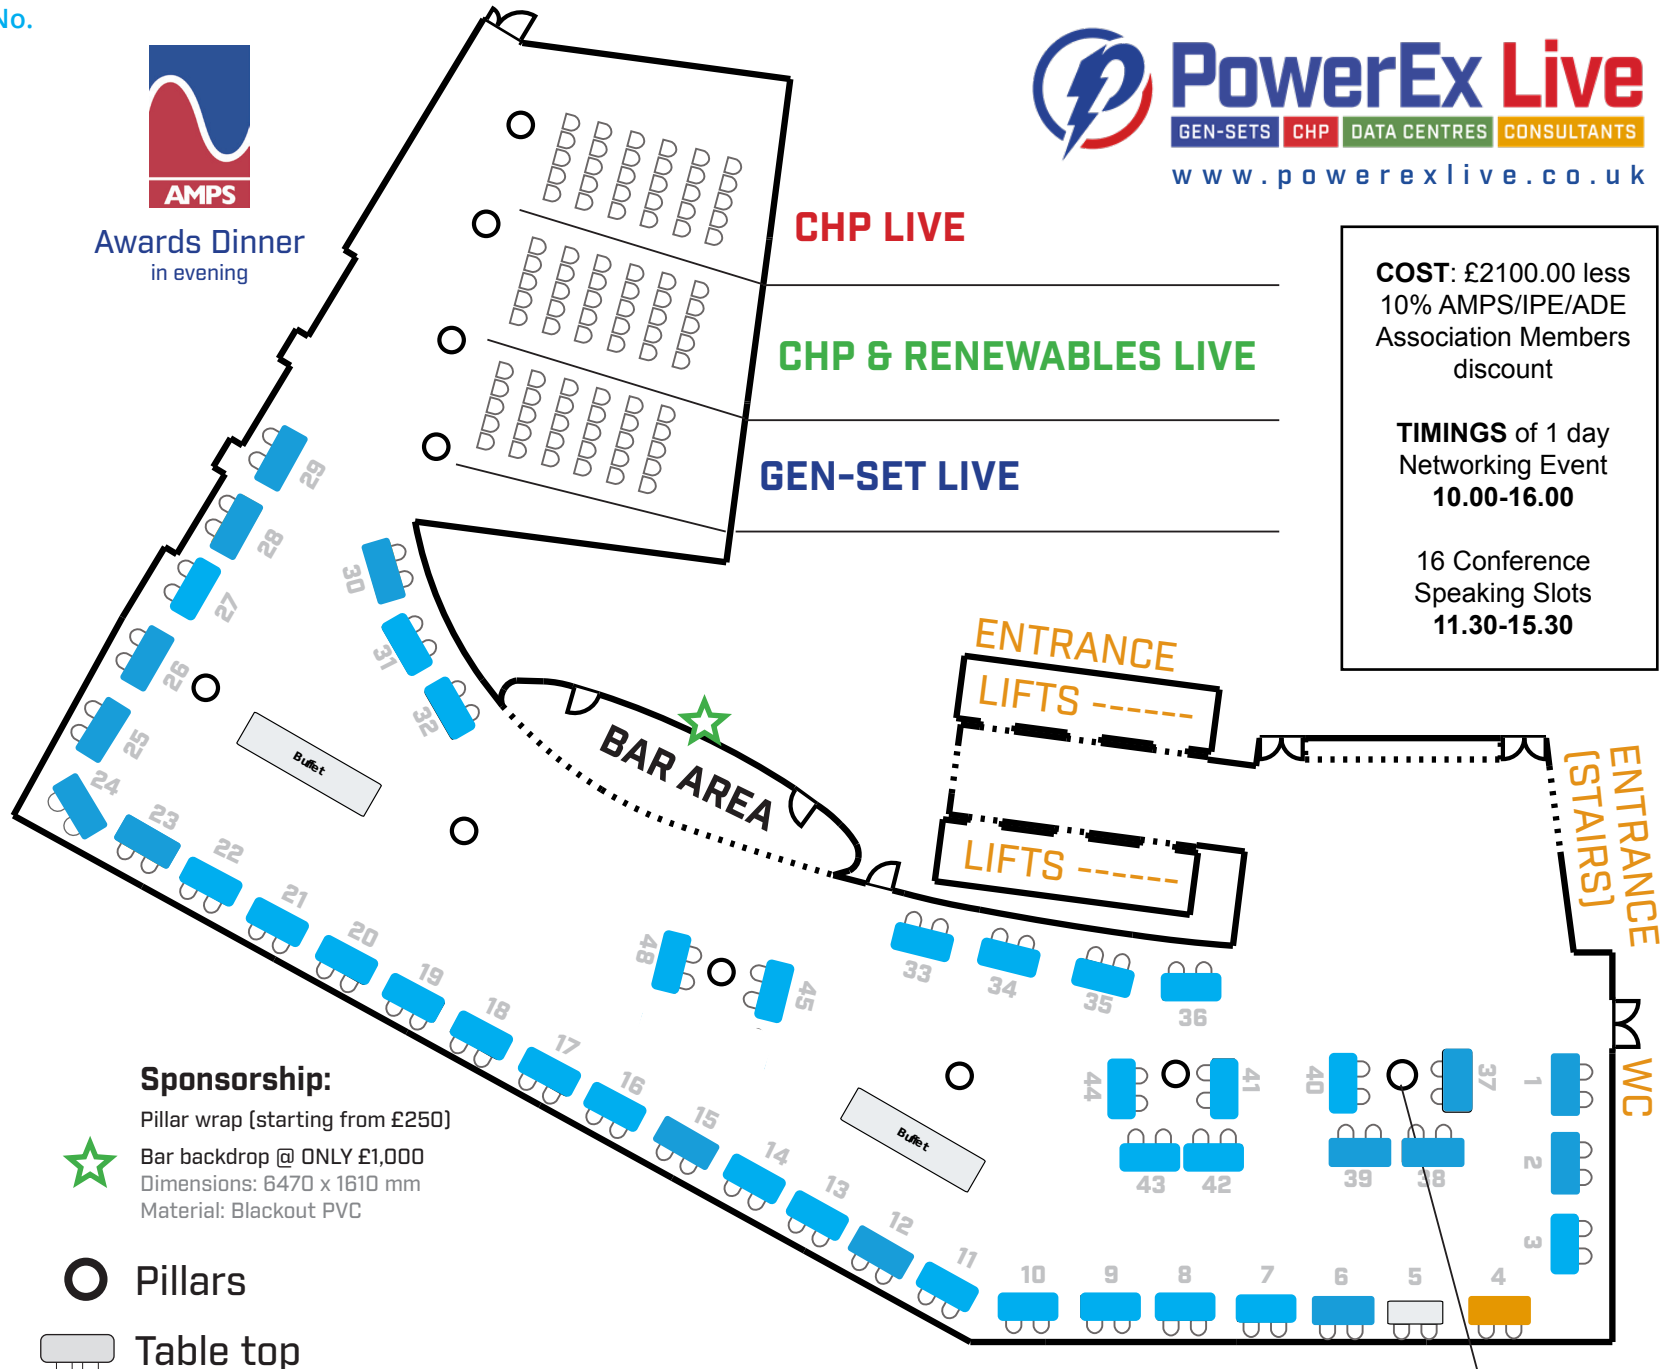 No.
AMPS
Awards Dinner
in evening
PowerEx Live
GEN-SETS CHP DATA CENTRES CONSULTANTS
www.powerexlive.co.uk
CHP LIVE
CHP & RENEWABLES LIVE
GEN-SET LIVE
COST: £2100.00 less
10% AMPS/IPE/ADE
Association Members
discount
TIMINGS of 1 day
Networking Event
10.00-16.00
16 Conference
Speaking Slots
11.30-15.30
29
28
27
26
25
24
23
22
21
20
19
18
17
16
15
14
13
12
11
10
9
8
7
6
5
4
3
2
1
30
31
32
Buffet
BAR AREA
ENTRANCE
LIFTS
LIFTS
ENTRANCE
(STAIRS)
WC
33
34
35
36
48
45
44
41
40
37
43
42
39
38
Buffet
Sponsorship:
Pillar wrap (starting from £250)
Bar backdrop @ ONLY £1,000
Dimensions: 6470 x 1610 mm
Material: Blackout PVC
Pillars
Table top